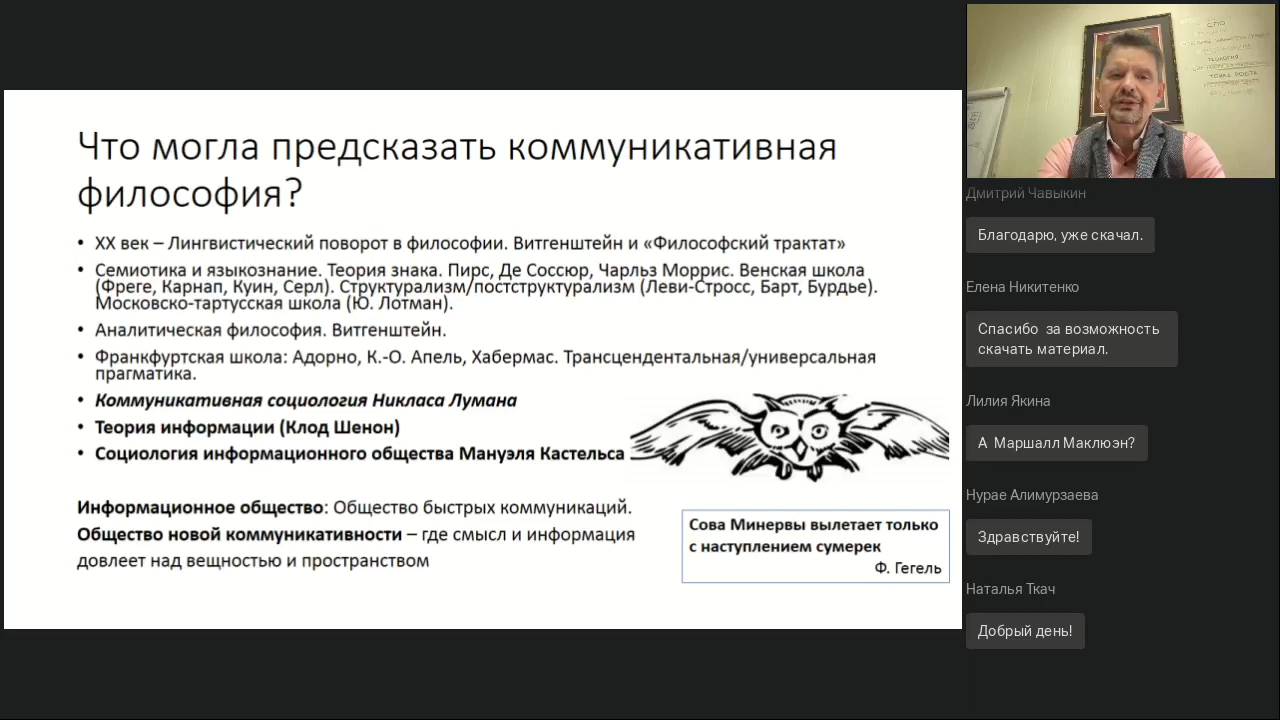 Что могла предсказать коммуникативная
философия?
• XX век – Лингвистический поворот в философии. Витгенштейн и «Философский трактат»
• Семиотика и языкознание. Теория знака. Пирс, Де Соссюр, Чарльз Моррис. Венская школа
(Фреге, Карнап, Куин, Серл). Структурализм/постструктурализм (Леви-Стросс, Барт, Бурдье).
Московско-тартусская школа (Ю. Лотман).
• Аналитическая философия. Витгенштейн.
• Франкфуртская школа: Адорно, К.-О. Апель, Хабермас. Трансцендентальная/универсальная
прагматика.
• Коммуникативная социология Никласа Лумана
• Теория информации (Клод Шенон)
• Социология информационного общества Мануэля Кастельса
Информационное общество: Общество быстрых коммуникаций.
Общество новой коммуникативности – где смысл и информация
довлеет над вещностью и пространством
Сова Минервы вылетает только
с наступлением сумерек
Ф. Гегель
СПР
ТЕОЛОГИЯ
ТОЧКА РОСТА
Дмитрий Чавыкин
Благодарю, уже скачал.
Елена Никитенко
Спасибо за возможность
скачать материал.
Лилия Якина
А Маршалл Маклюэн?
Нурае Алимурзаева
Здравствуйте!
Наталья Ткач
Добрый день!